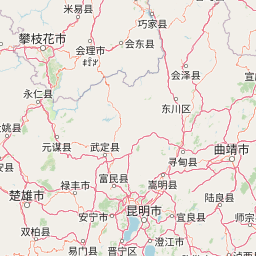 米易县
巧家县
攀枝花市
会东县
会理市
会泽县
永仁县
东川区
元谋县
武定县
曲靖市
寻甸县
禄丰市
富民县
嵩明县
楚雄市
陆良县
安宁市
昆明市
宜良县
双柏县
易门县
晋宁区
澄江市